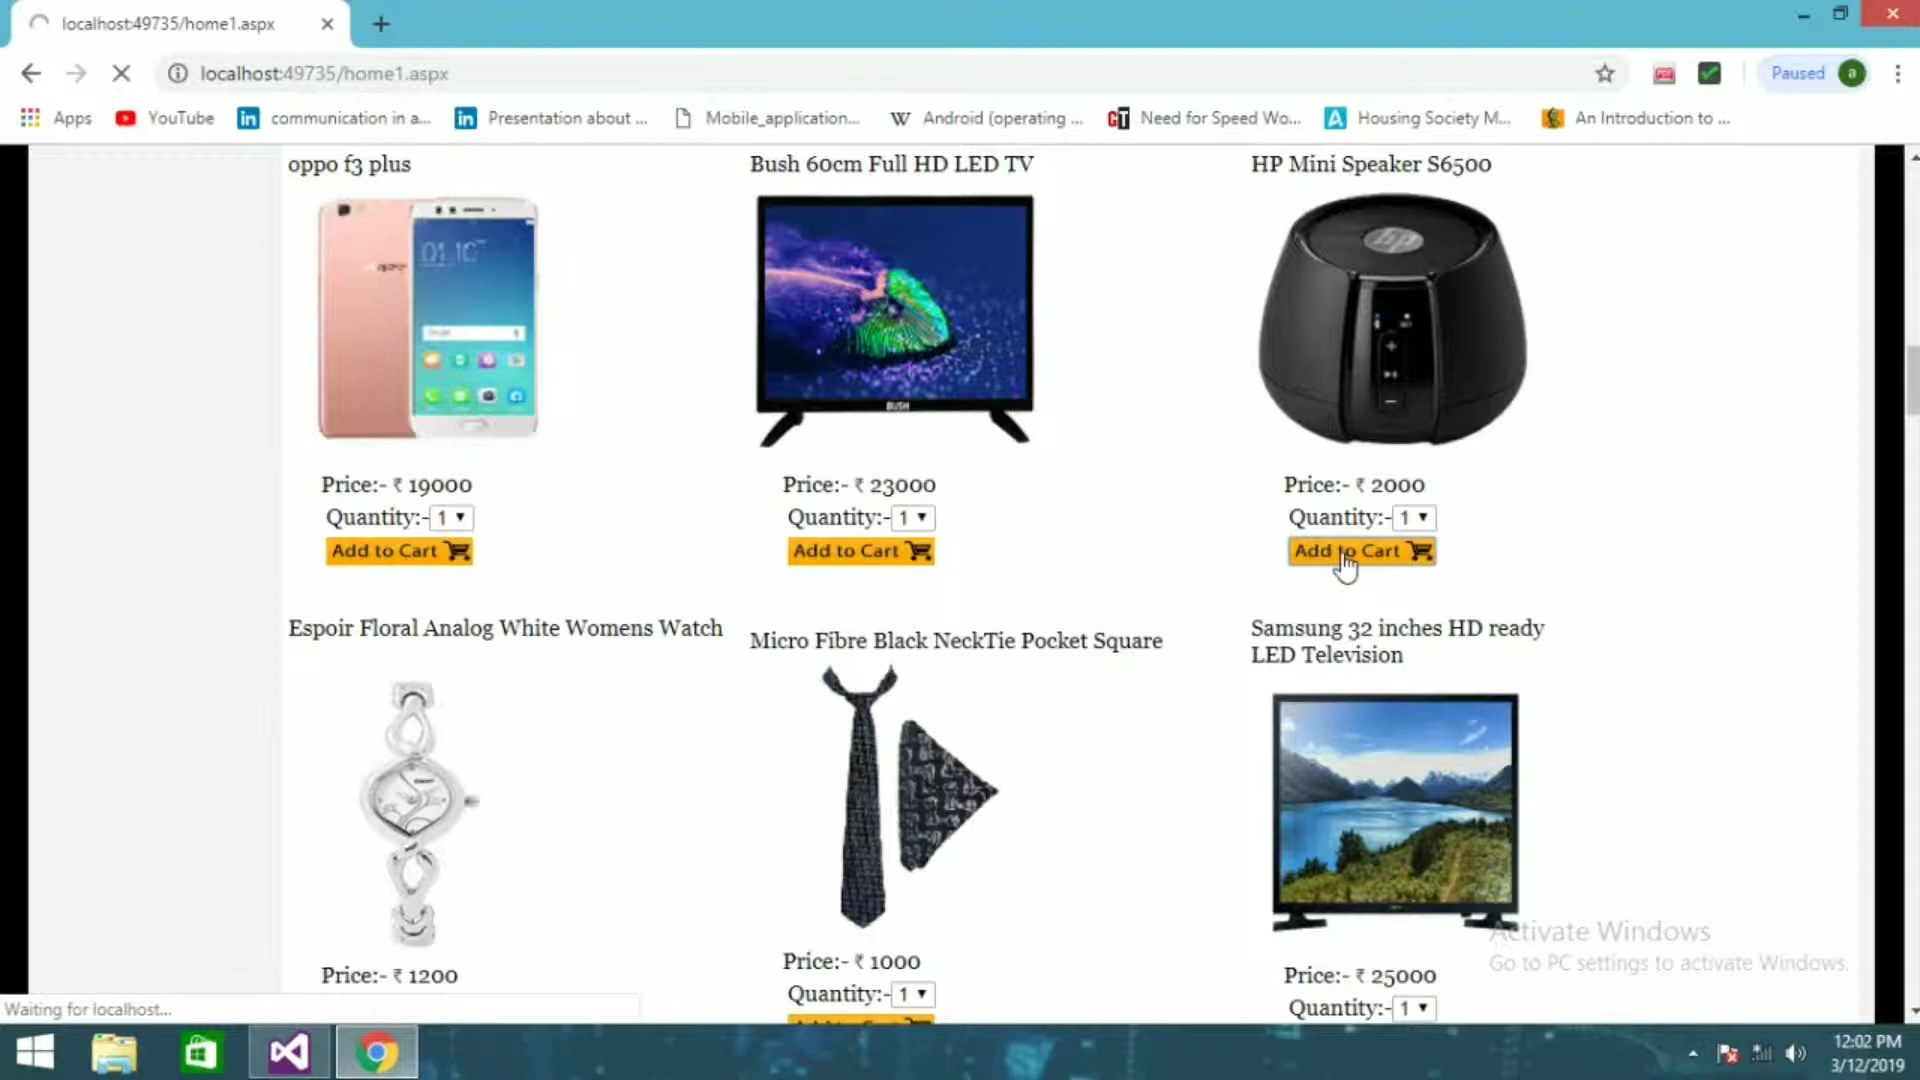 localhost:49735/home1.aspx
localhost:49735/home1.aspx
Paused
a
Apps
YouTube
communication in a...
Presentation about ...
Mobile_application...
Android (operating ...
Need for Speed Wo...
Housing Society M...
An Introduction to ...
oppo f3 plus
Bush 60cm Full HD LED TV
HP Mini Speaker S6500
01:10
BUSH
hp
Price:- ₹ 19000
Price:- ₹ 23000
Price:- ₹ 2000
Quantity:- 1
Quantity:- 1
Quantity:- 1
Add to Cart
Add to Cart
Add to Cart
Espoir Floral Analog White Womens Watch
Micro Fibre Black NeckTie Pocket Square
Samsung 32 inches HD ready
LED Television
Price:- ₹ 1200
Price:- ₹ 1000
Price:- ₹ 25000
Quantity:- 1
Quantity:- 1
Activate Windows
Go to PC settings to activate Windows.
Waiting for localhost...
12:02 PM
3/12/2019